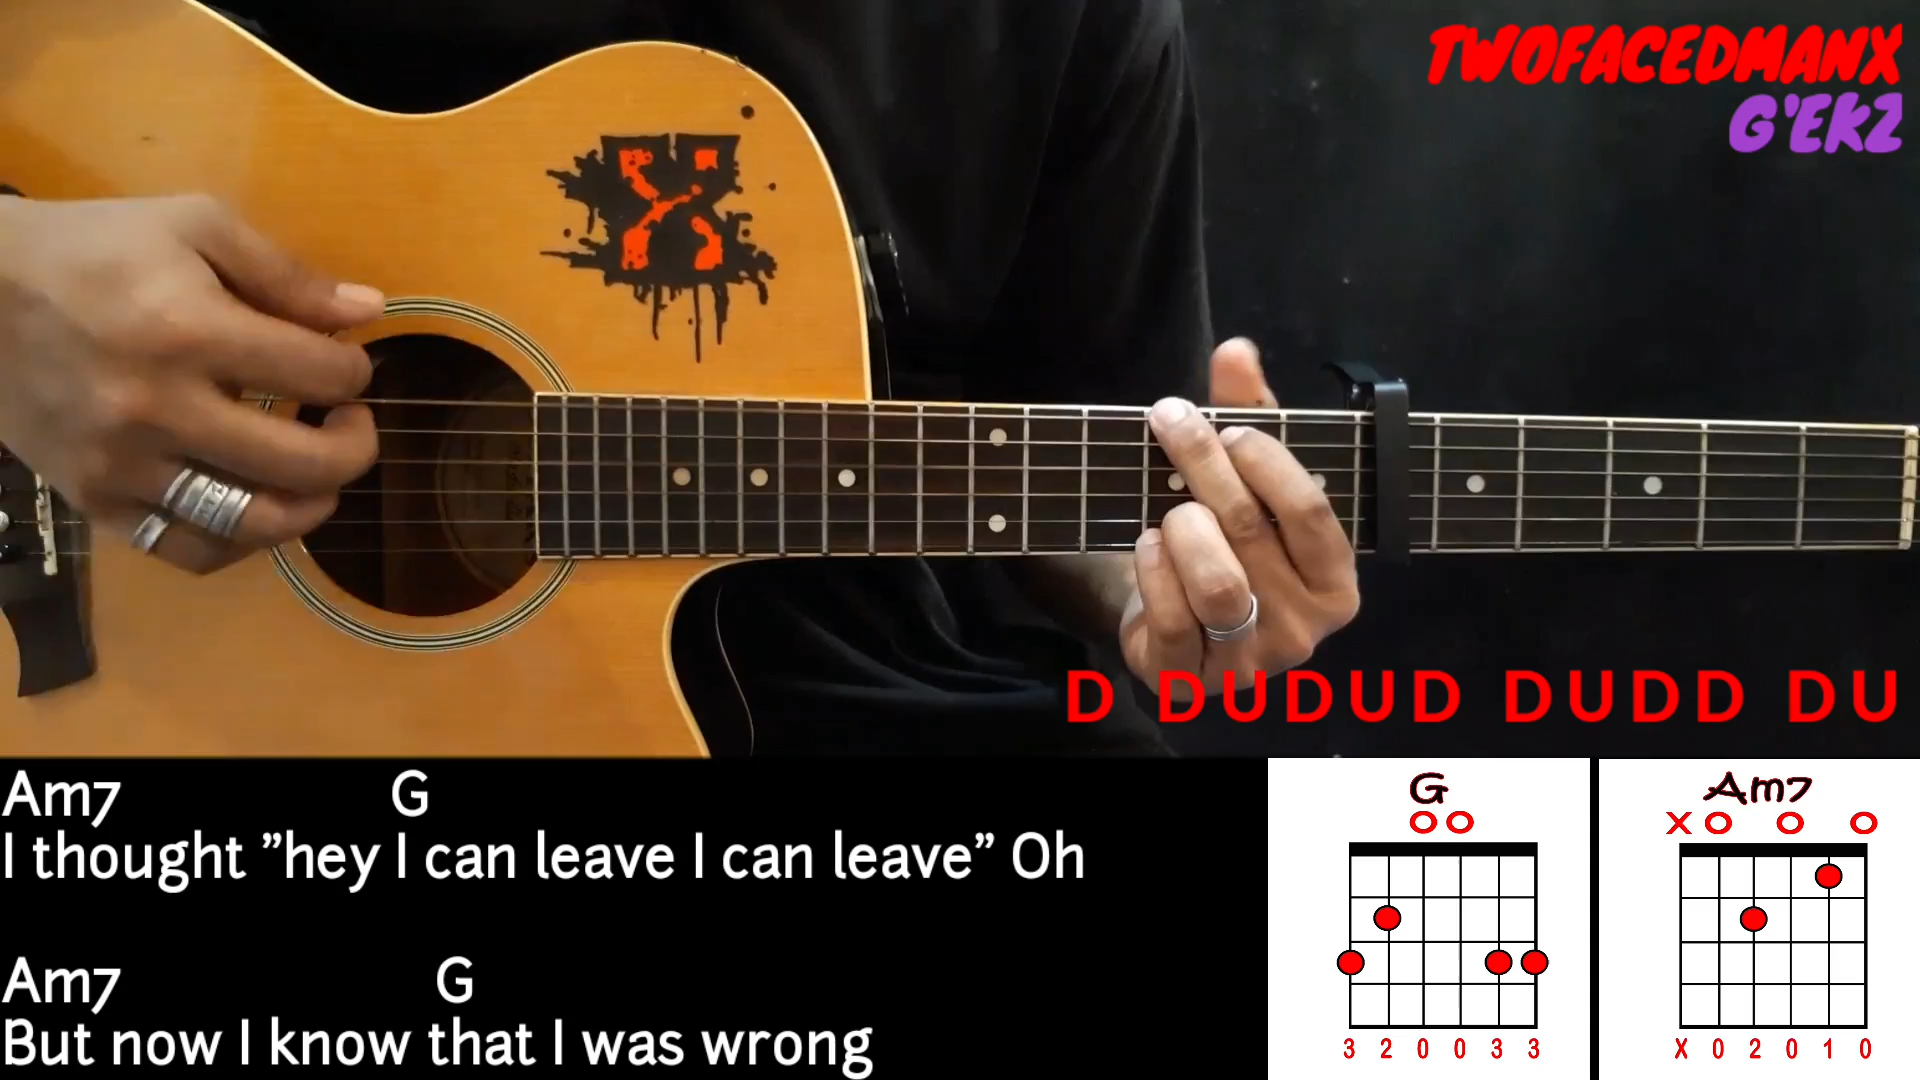 TWOFACEDMANX
G'EKZ
D DUDUD DUDD DU
Am7 G
I thought "hey I can leave I can leave" Oh
Am7 G
But now I know that I was wrong
G
O O
3 2 0 0 3 3
Am7
X O O O
X 0 2 0 1 0